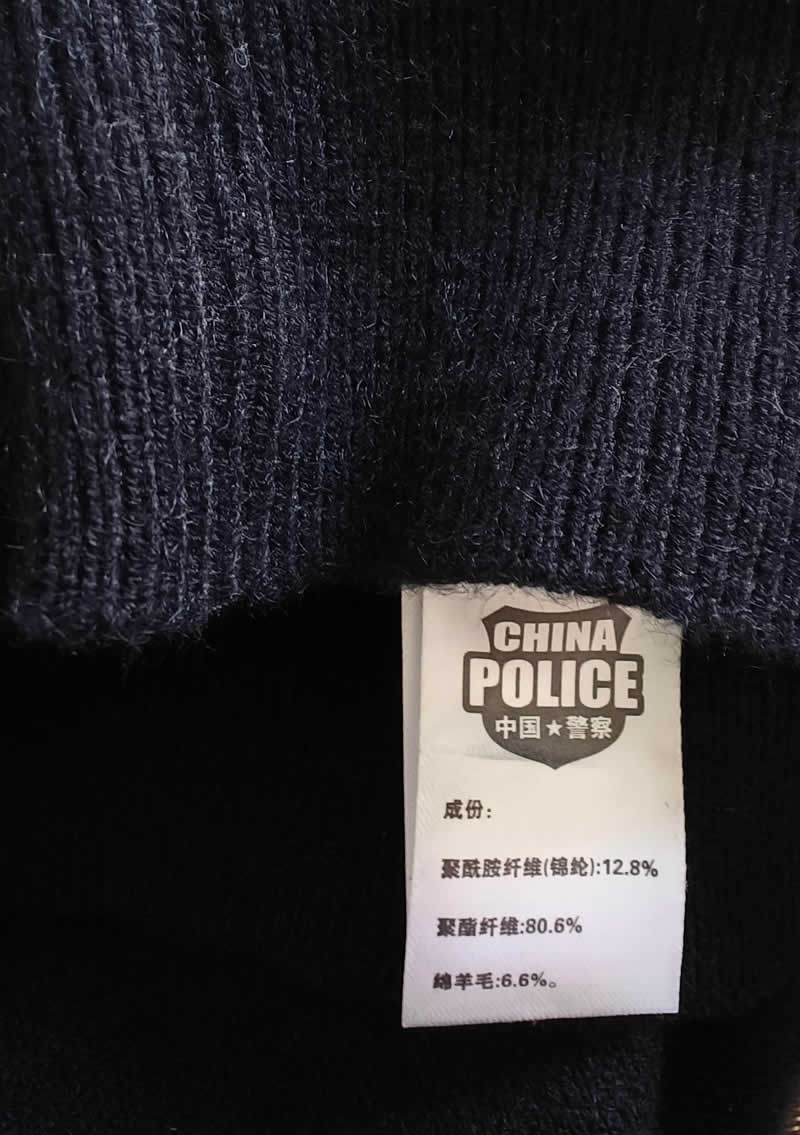 CHINA
POLICE
中国★警察
成份:
聚酰胺纤维(锦纶):12.8%
聚酯纤维:80.6%
绵羊毛:6.6%。